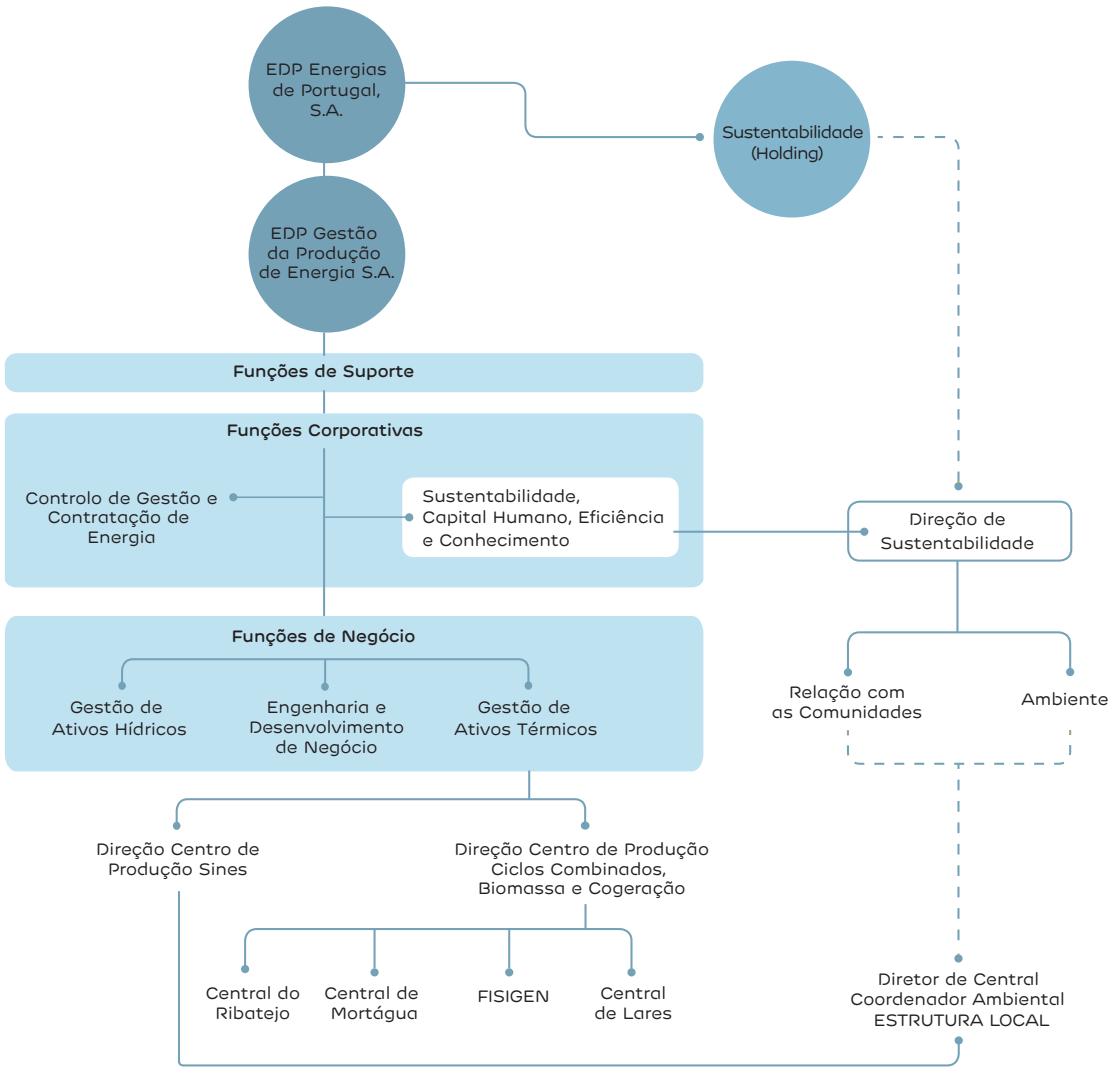 EDP Energias
de Portugal,
S.A.
Sustentabilidade
(Holding)
EDP Gestão
da Produção
de Energia S.A.
Funções de Suporte
Funções Corporativas
Controlo de Gestão e
Contratação de
Energia
Sustentabilidade,
Capital Humano, Eficiência
e Conhecimento
Direção de
Sustentabilidade
Funções de Negócio
Gestão de
Ativos Hídricos
Engenharia e
Desenvolvimento
de Negócio
Gestão de
Ativos Térmicos
Relação com
as Comunidades
Ambiente
Direção Centro de
Produção Sines
Direção Centro de Produção
Ciclos Combinados,
Biomassa e Cogeração
Central do
Ribatejo
Central de
Mortágua
FISIGEN
Central
de Lares
Diretor de Central
Coordenador Ambiental
ESTRUTURA LOCAL